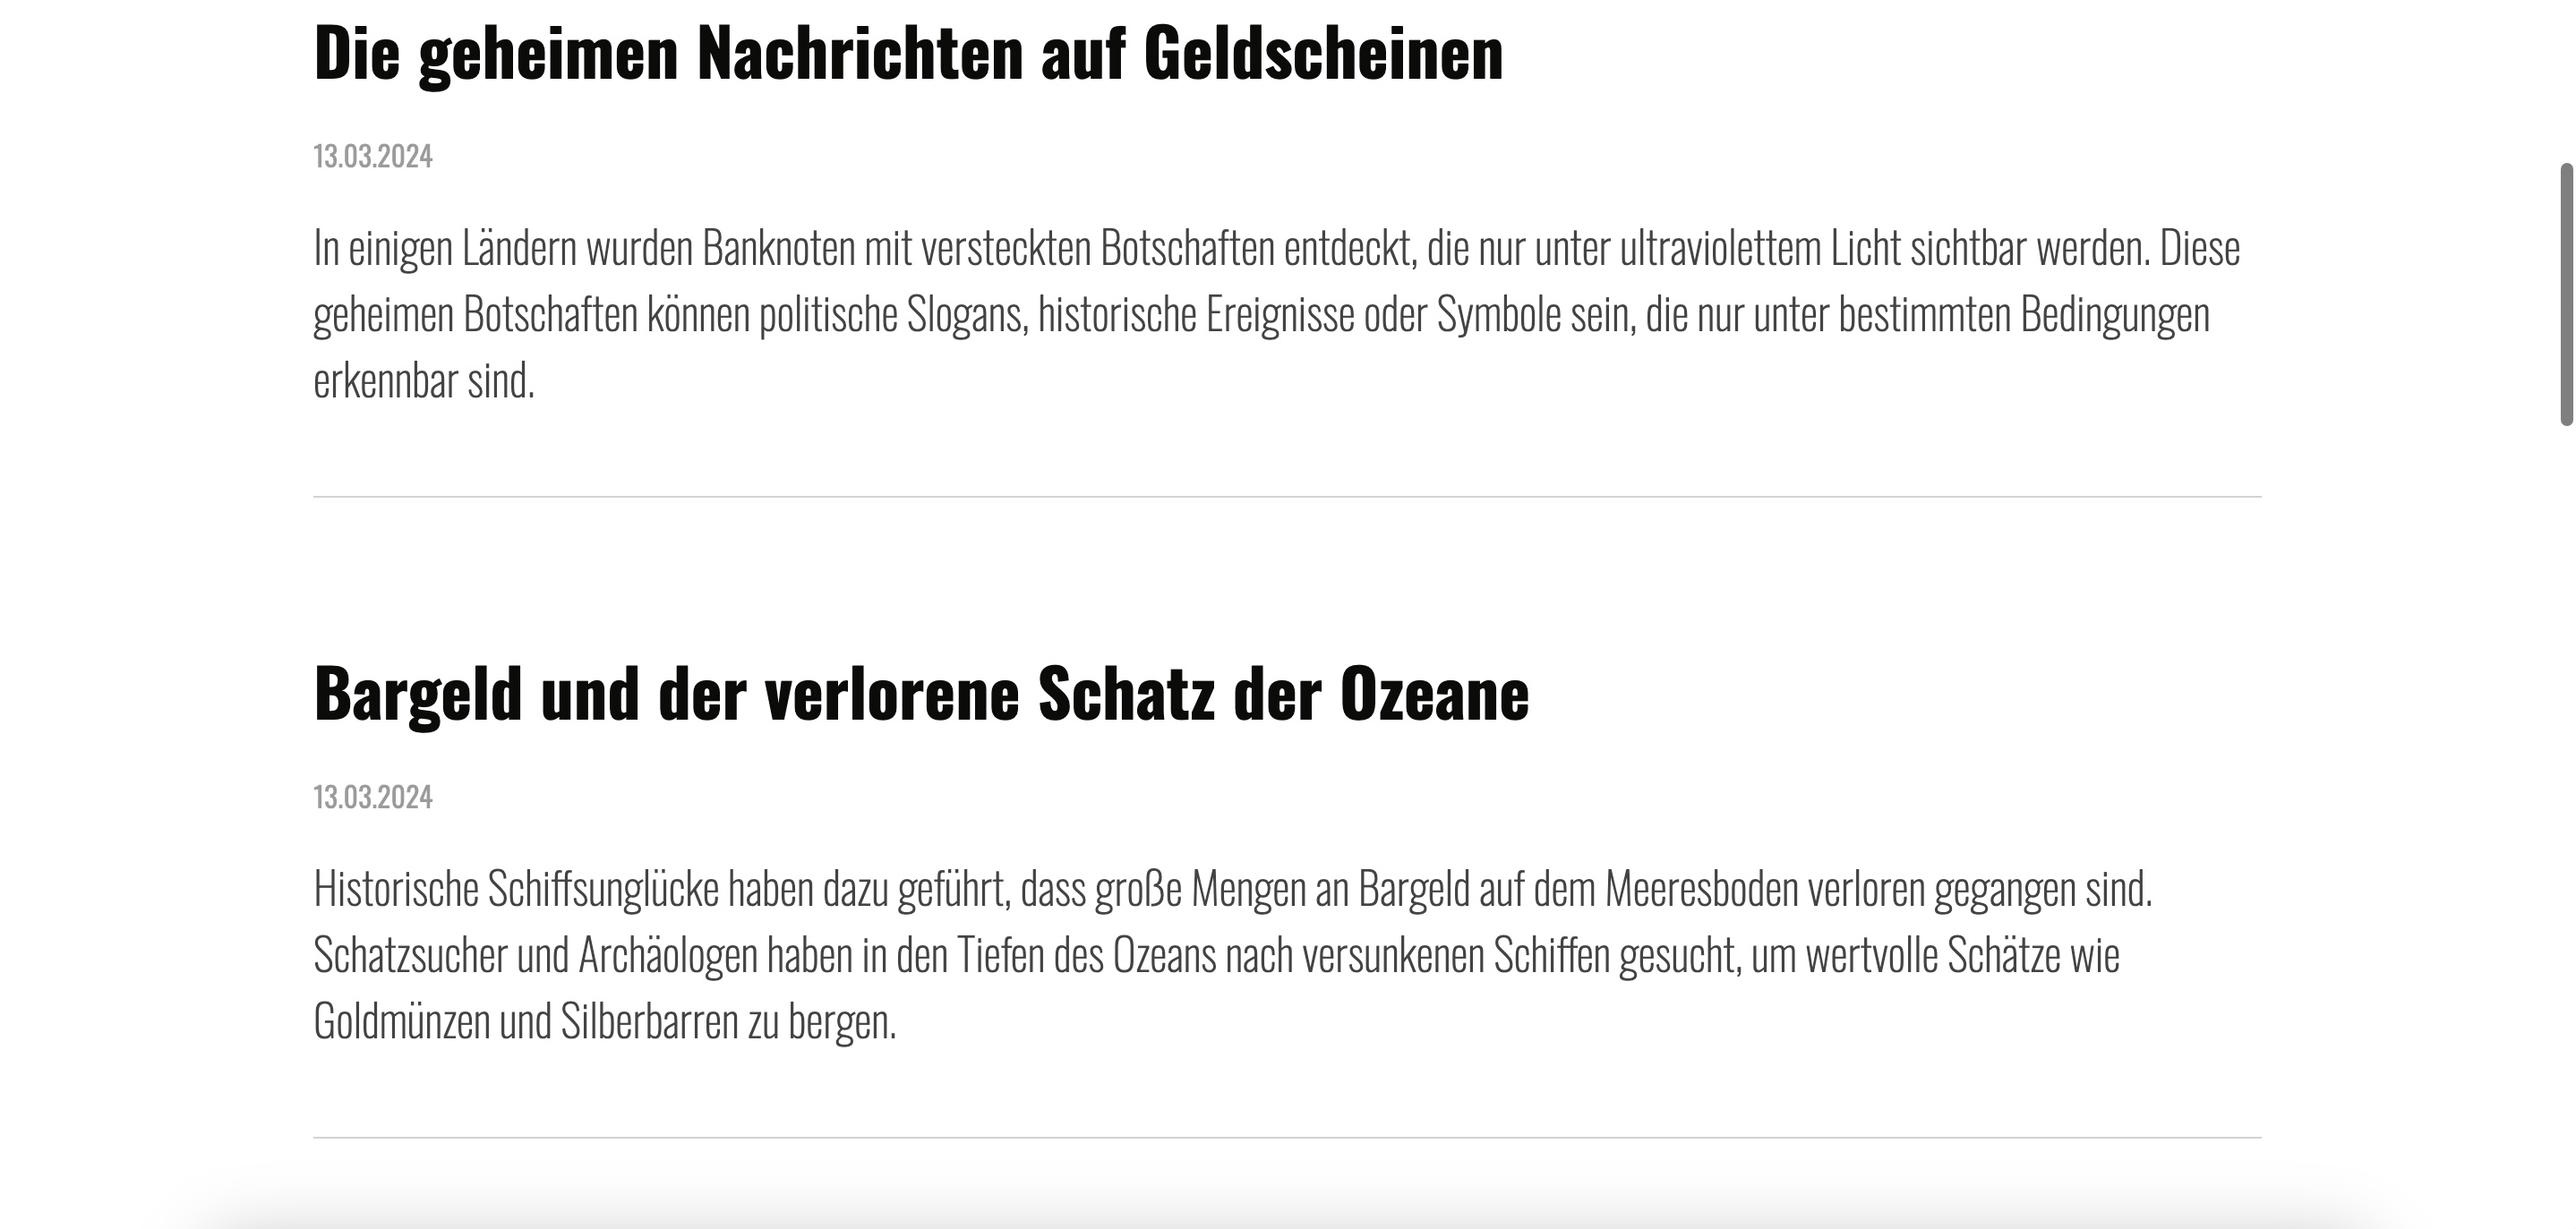 Die geheimen Nachrichten auf Geldscheinen
13.03.2024
In einigen Ländern wurden Banknoten mit versteckten Botschaften entdeckt, die nur unter ultraviolettem Licht sichtbar werden. Diese
geheimen Botschaften können politische Slogans, historische Ereignisse oder Symbole sein, die nur unter bestimmten Bedingungen
erkennbar sind.
Bargeld und der verlorene Schatz der Ozeane
13.03.2024
Historische Schiffsunglücke haben dazu geführt, dass große Mengen an Bargeld auf dem Meeresboden verloren gegangen sind.
Schatzsucher und Archäologen haben in den Tiefen des Ozeans nach versunkenen Schiffen gesucht, um wertvolle Schätze wie
Goldmünzen und Silberbarren zu bergen.